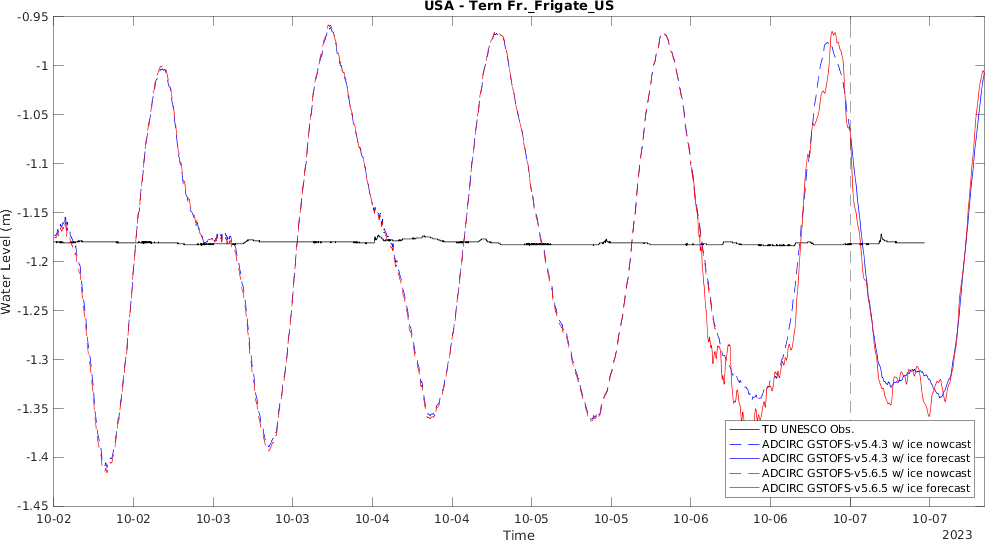 USA - Tern Fr._Frigate_US
-0.95
-1
-1.05
-1.1
-1.15
-1.2
-1.25
-1.3
-1.35
-1.4
-1.45
Water Level (m)
TD UNESCO Obs.
ADCIRC GSTOFS-v5.4.3 w/ ice nowcast
ADCIRC GSTOFS-v5.4.3 w/ ice forecast
ADCIRC GSTOFS-v5.6.5 w/ ice nowcast
ADCIRC GSTOFS-v5.6.5 w/ ice forecast
10-02 10-02 10-03 10-03 10-04 10-04 10-05 10-05 10-06 10-06 10-07 10-07
Time
2023